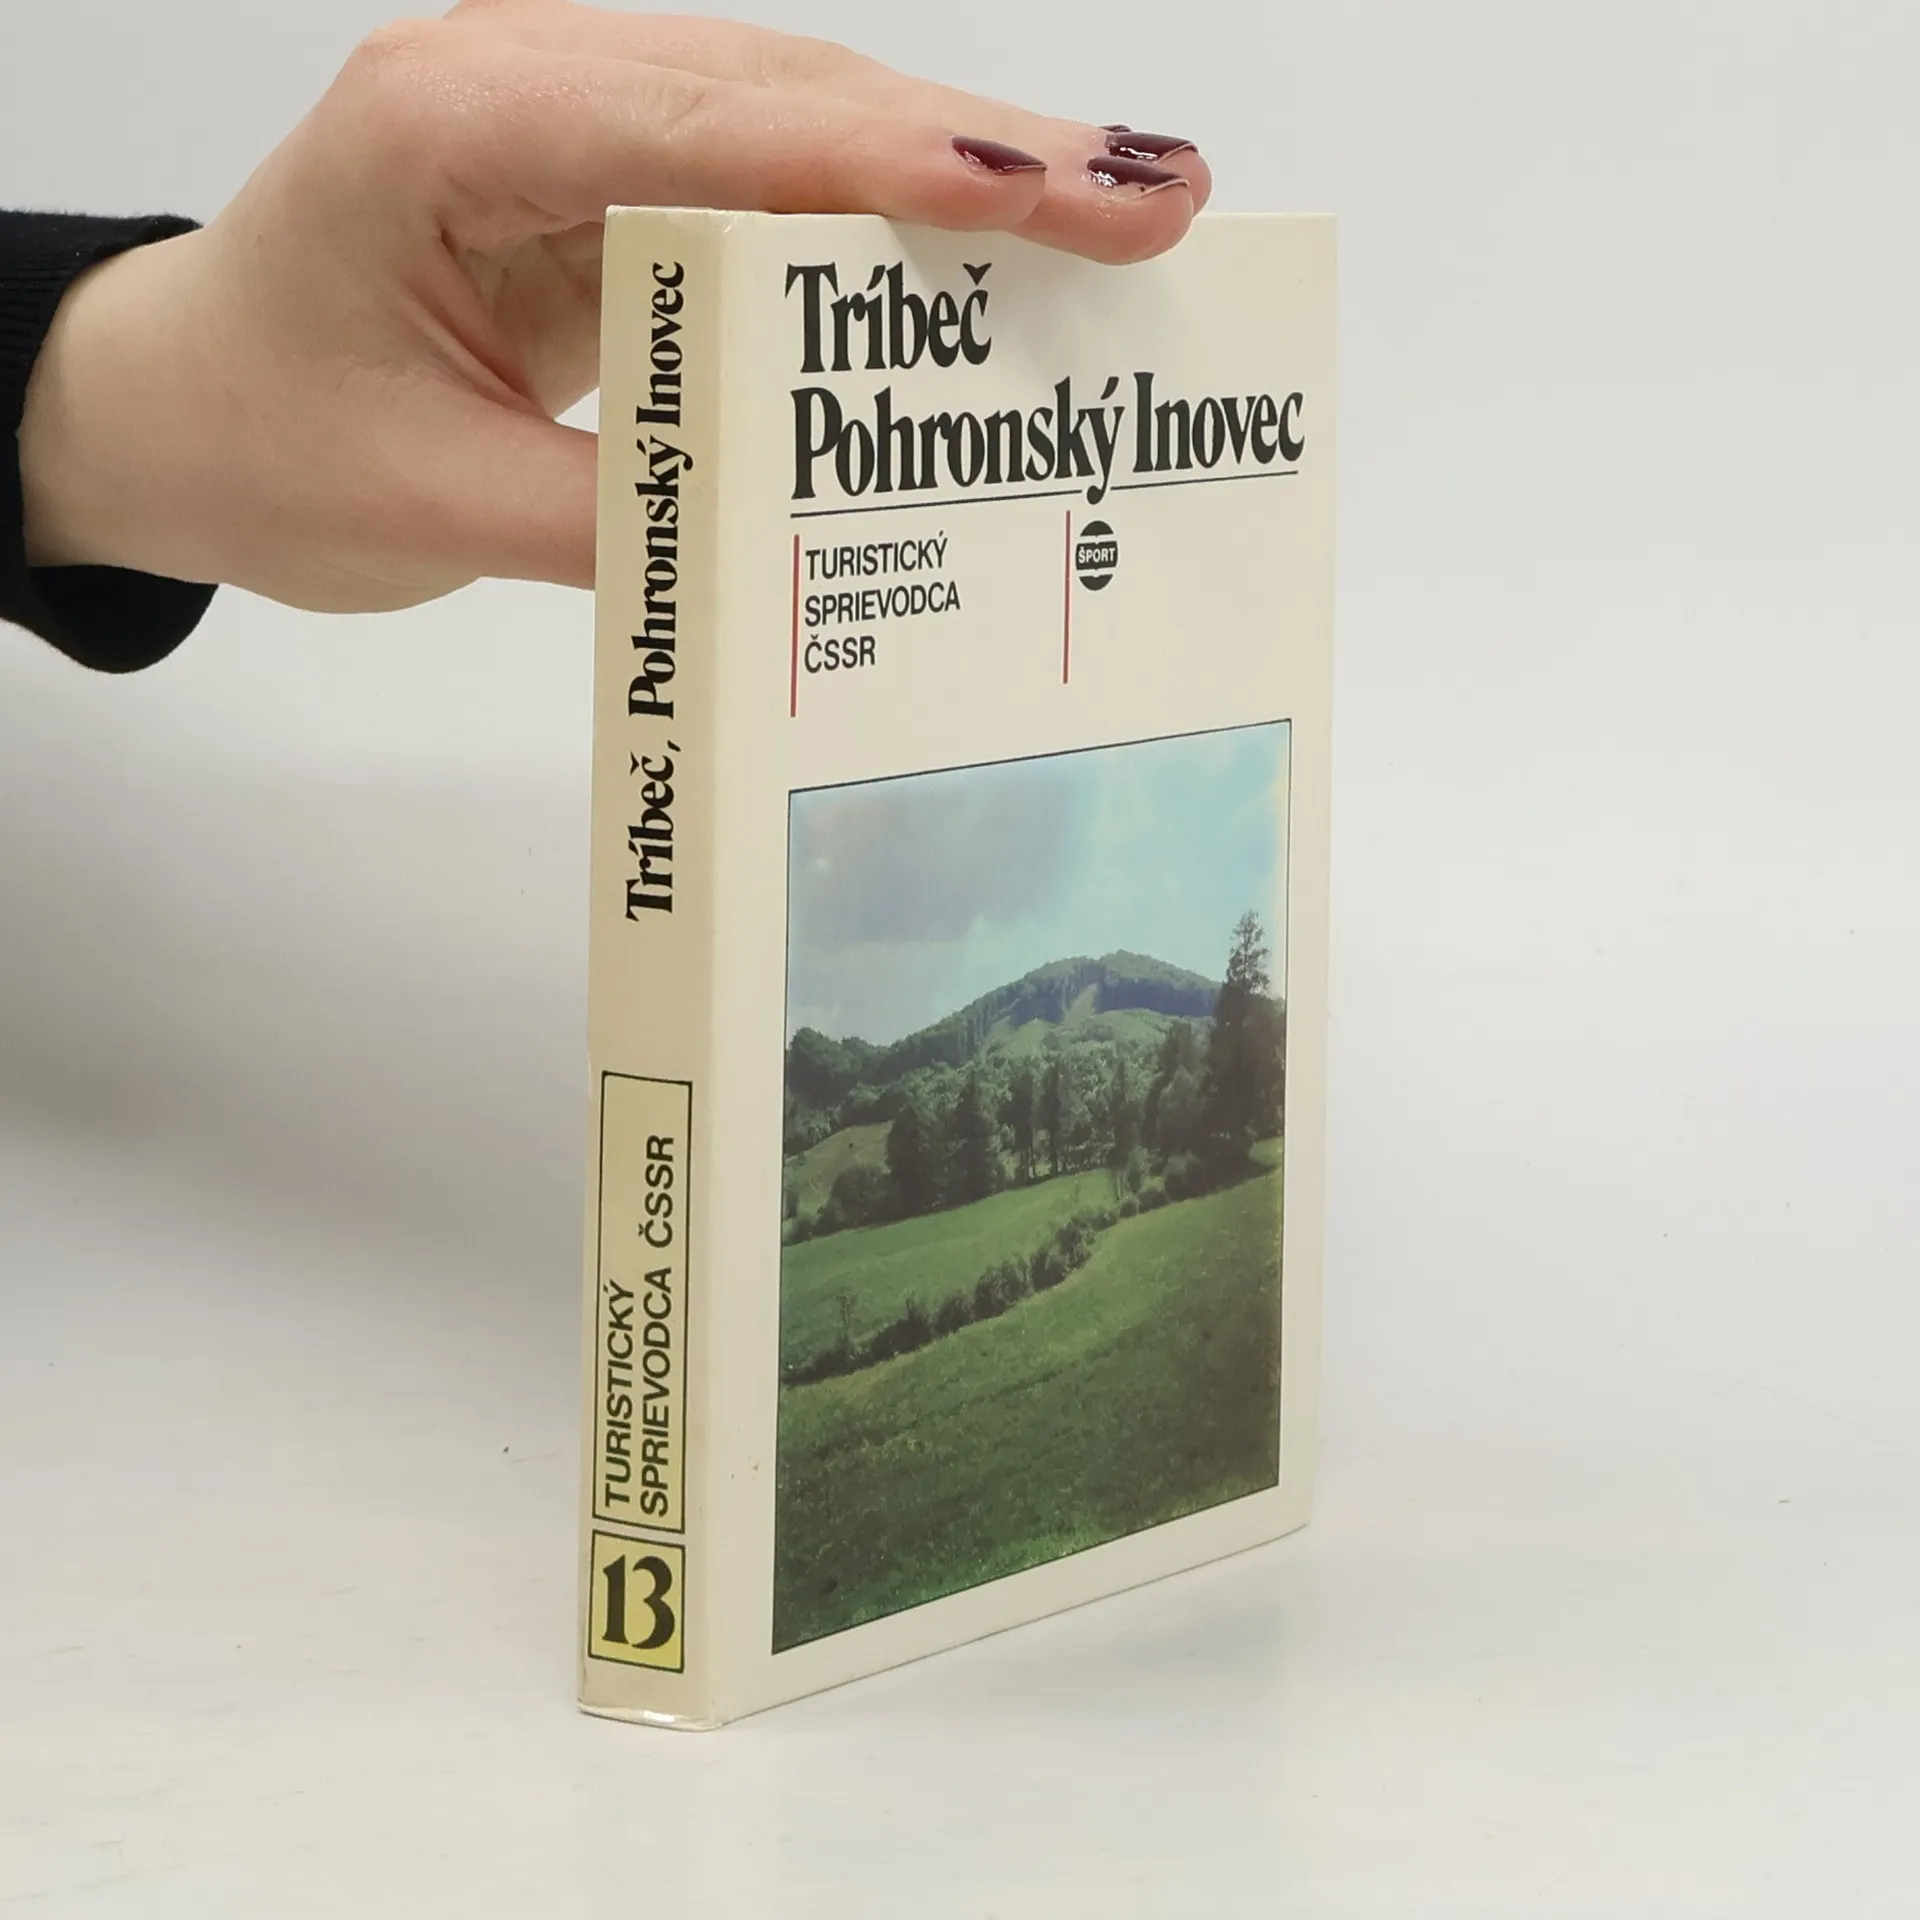 Tríbeč
Pohronský Inovec
TURISTICKÝ
SPRIEVODCA
ČSSR
ŠPORT
Tríbeč, Pohronský Inovec
TURISTICKÝ
SPRIEVODCA ČSSR
13